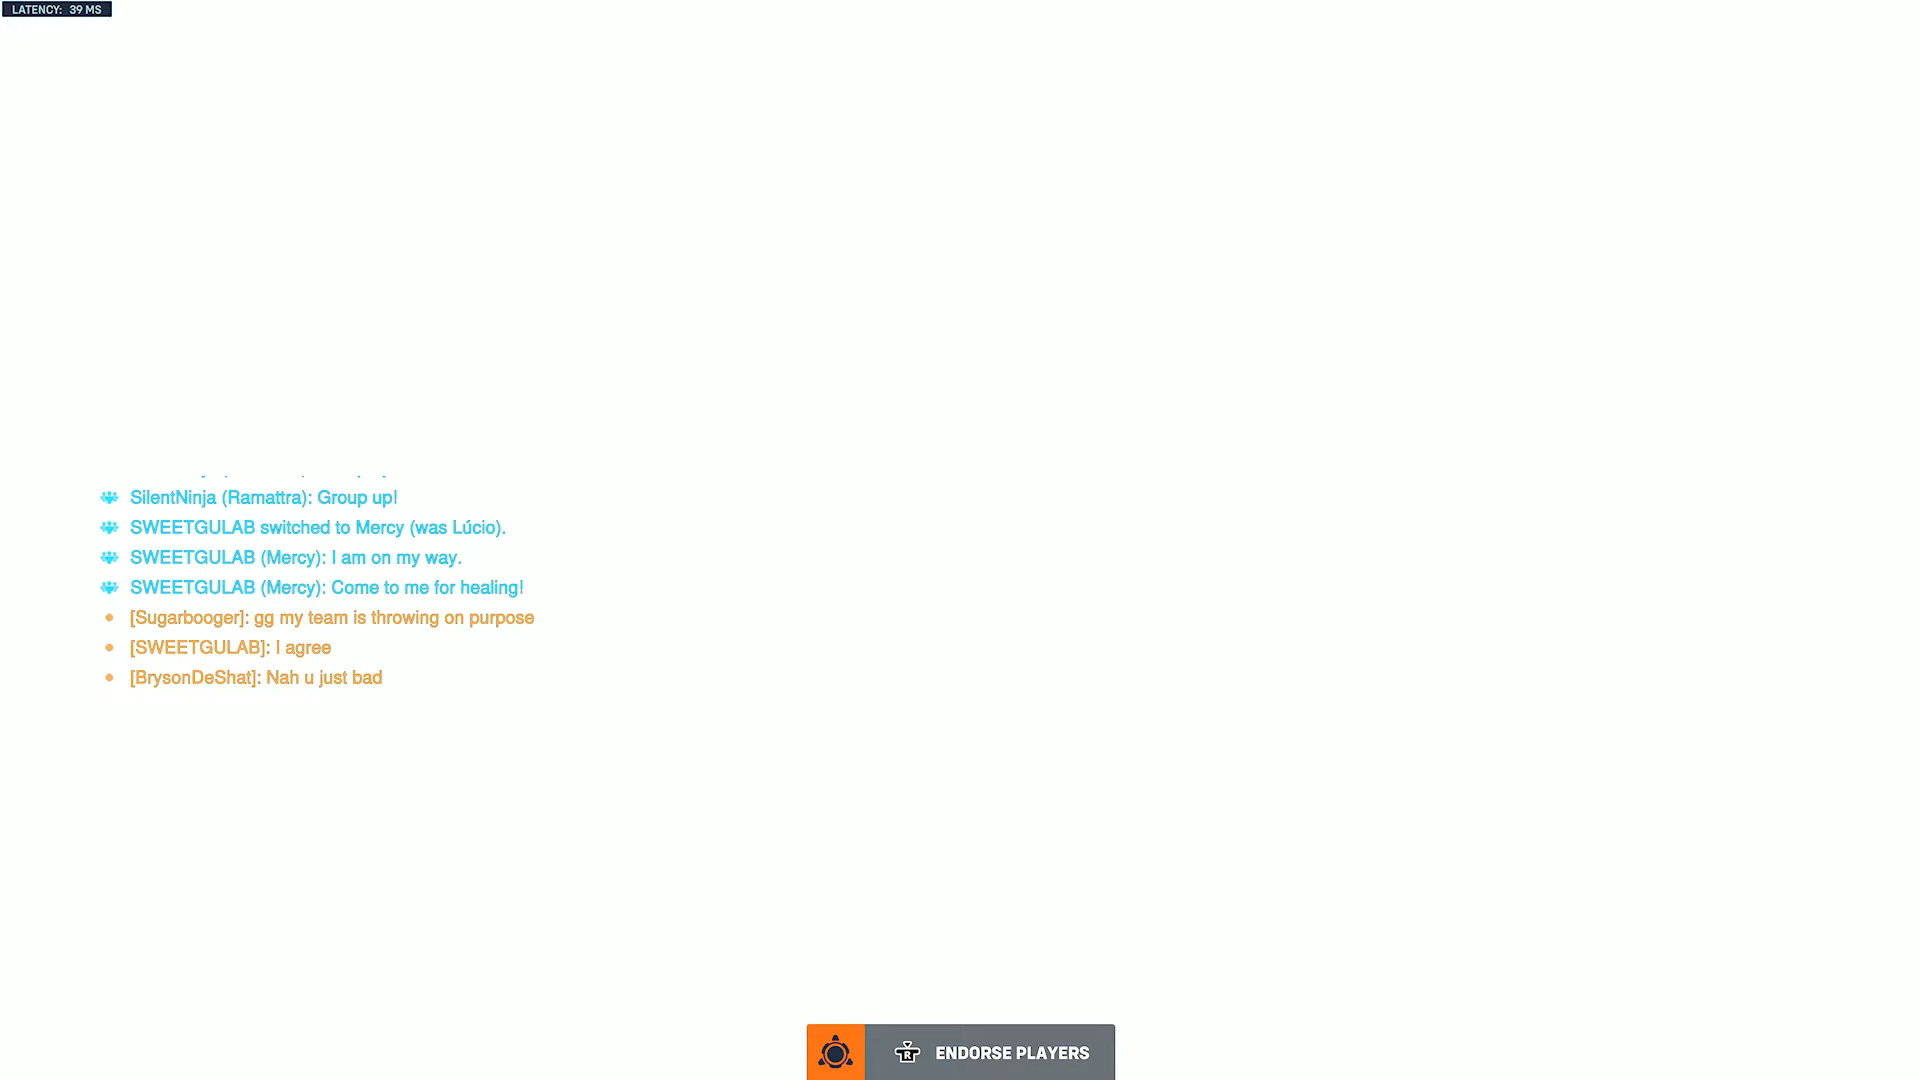 LATENCY: 39 MS
SilentNinja (Ramattra): Group up!
SWEETGULAB switched to Mercy (was Lúcio).
SWEETGULAB (Mercy): I am on my way.
SWEETGULAB (Mercy): Come to me for healing!
[Sugarbooger]: gg my team is throwing on purpose
[SWEETGULAB]: I agree
[BrysonDeShat]: Nah u just bad
R ENDORSE PLAYERS